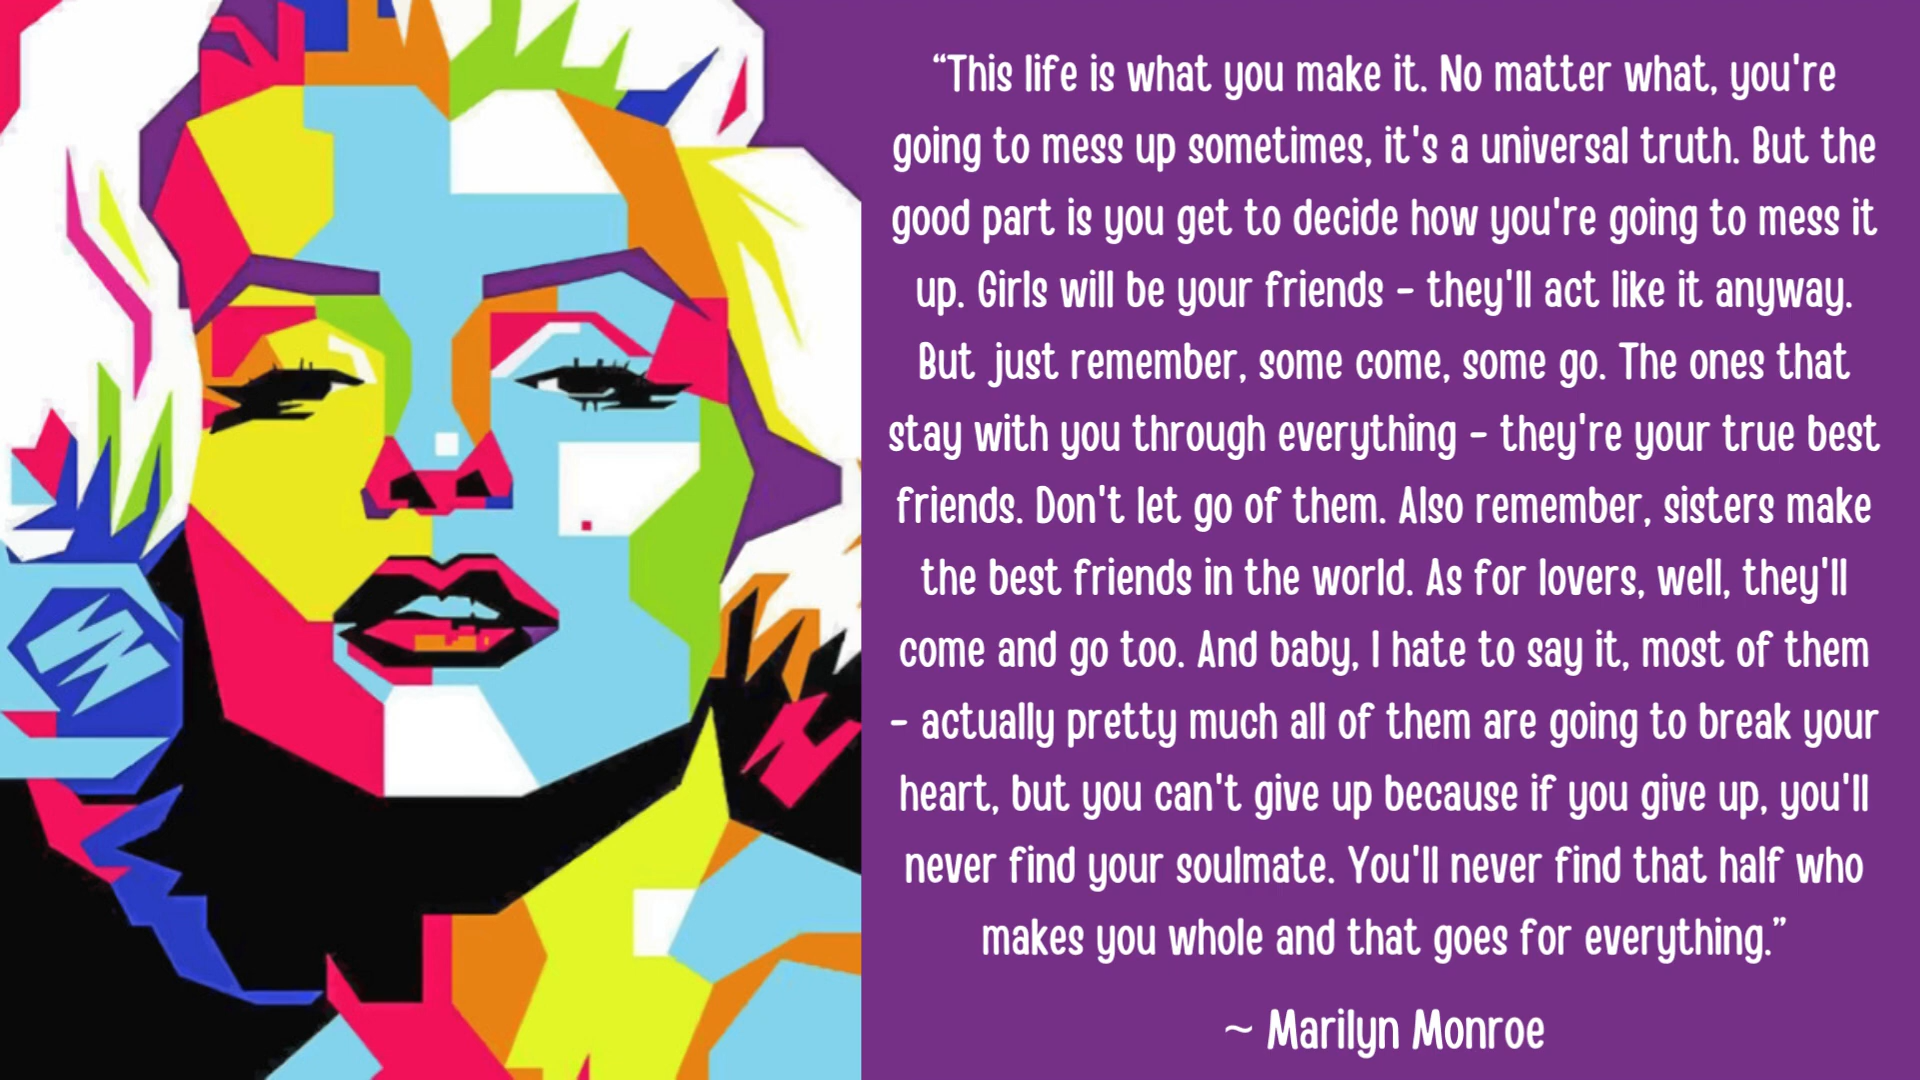 “This life is what you make it. No matter what, you're
going to mess up sometimes, it's a universal truth. But the
good part is you get to decide how you're going to mess it
up. Girls will be your friends - they'll act like it anyway.
But just remember, some come, some go. The ones that
stay with you through everything - they're your true best
friends. Don't let go of them. Also remember, sisters make
the best friends in the world. As for lovers, well, they'll
come and go too. And baby, I hate to say it, most of them
- actually pretty much all of them are going to break your
heart, but you can't give up because if you give up, you'll
never find your soulmate. You'll never find that half who
makes you whole and that goes for everything.”
~ Marilyn Monroe